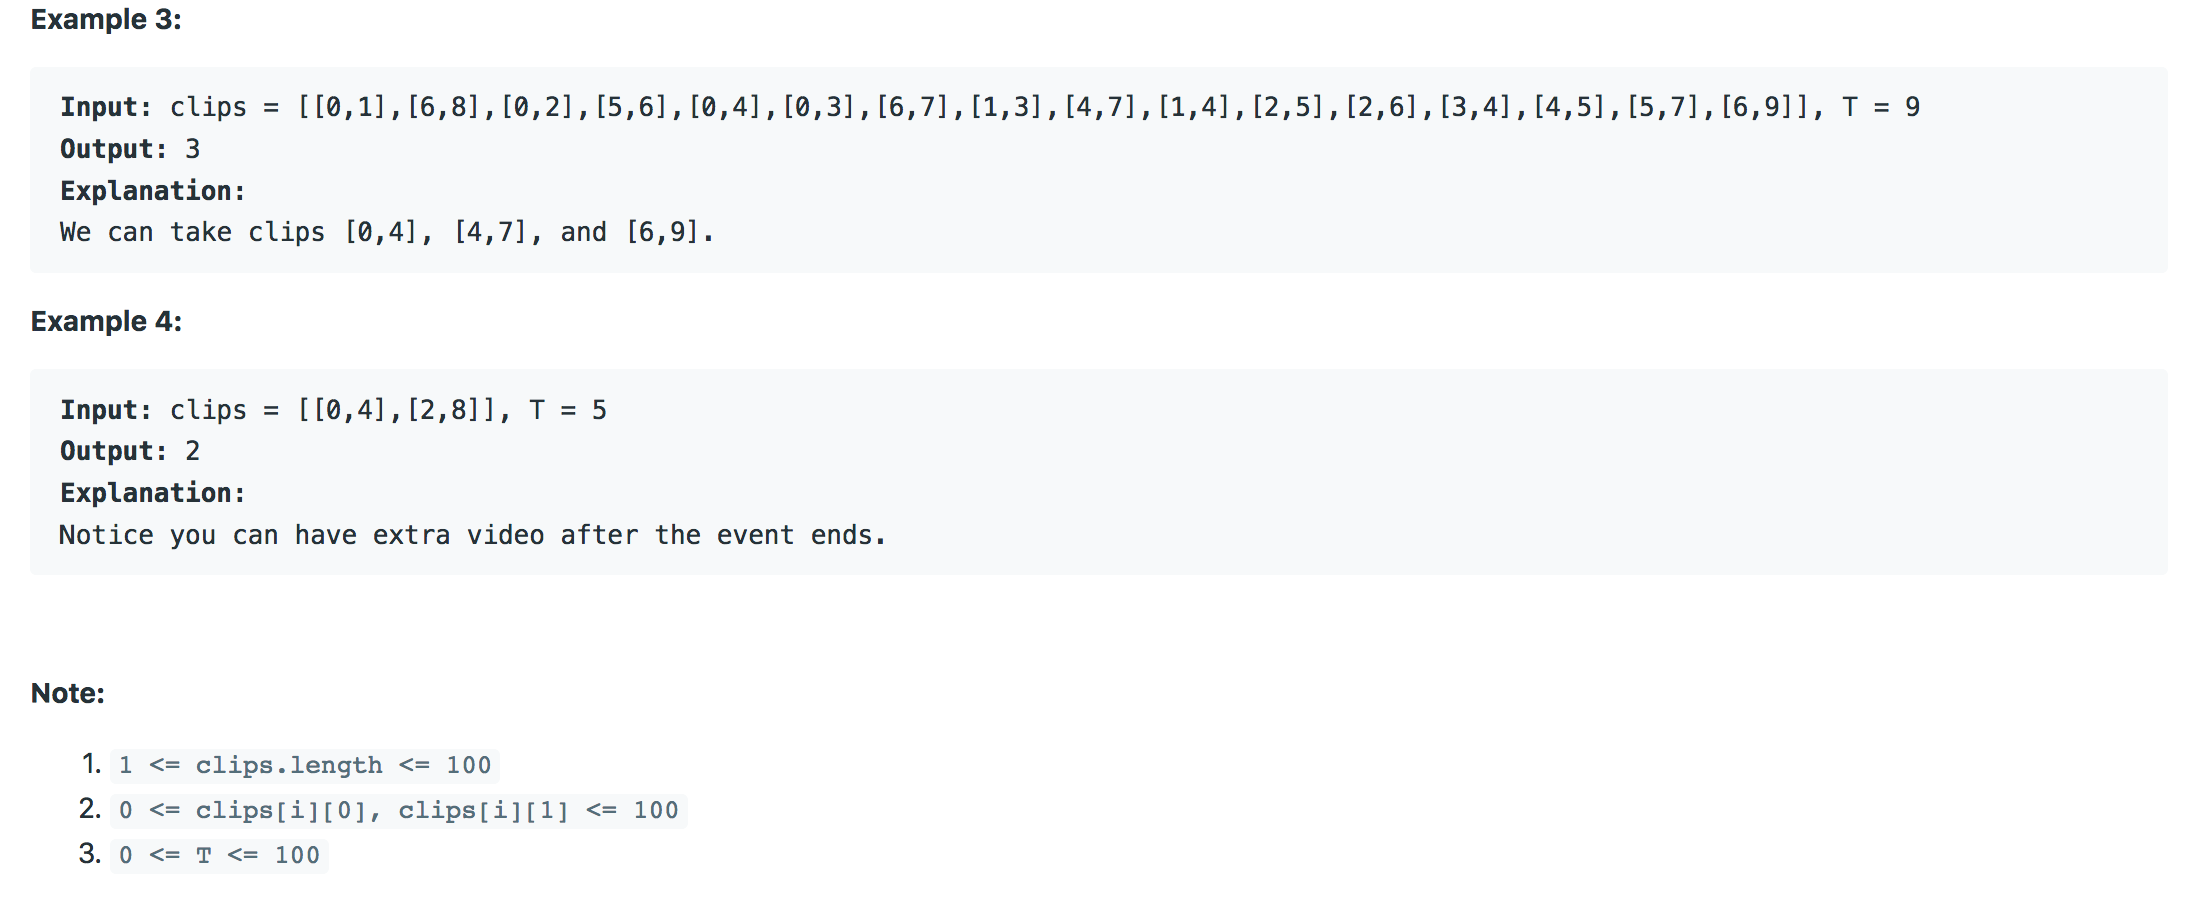 Example 3:
Input: clips = [[0,1],[6,8],[0,2],[5,6],[0,4],[0,3],[6,7],[1,3],[4,7],[1,4],[2,5],[2,6],[3,4],[4,5],[5,7],[6,9]], T = 9
Output: 3
Explanation:
We can take clips [0,4], [4,7], and [6,9].
Example 4:
Input: clips = [[0,4],[2,8]], T = 5
Output: 2
Explanation:
Notice you can have extra video after the event ends.
Note:
1. 1 <= clips.length <= 100
2. 0 <= clips[i][0], clips[i][1] <= 100
3. 0 <= T <= 100